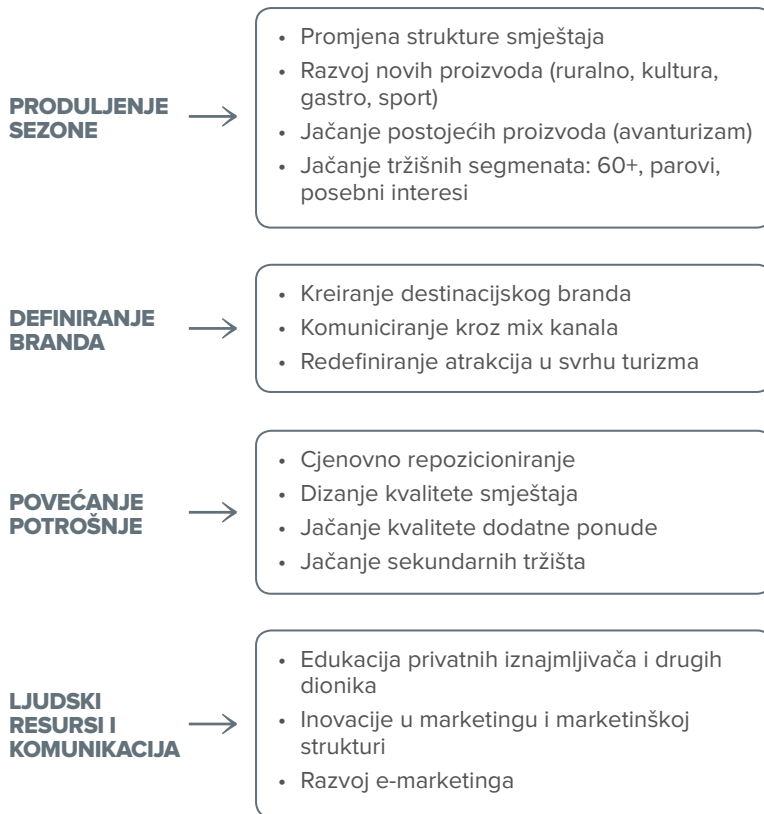 PRODULJENJE
SEZONE
• Promjena strukture smještaja
• Razvoj novih proizvoda (ruralno, kultura,
gastro, sport)
• Jačanje postojećih proizvoda (avanturizam)
• Jačanje tržišnih segmenata: 60+, parovi,
posebni interesi
DEFINIRANJE
BRANDA
• Kreiranje destinacijskog branda
• Komuniciranje kroz mix kanala
• Redefiniranje atrakcija u svrhu turizma
POVEĆANJE
POTROŠNJE
• Cjenovno repozicioniranje
• Dizanje kvalitete smještaja
• Jačanje kvalitete dodatne ponude
• Jačanje sekundarnih tržišta
LJUDSKI
RESURSI I
KOMUNIKACIJA
• Edukacija privatnih iznajmljivača i drugih
dionika
• Inovacije u marketingu i marketinškoj
strukturi
• Razvoj e-marketinga